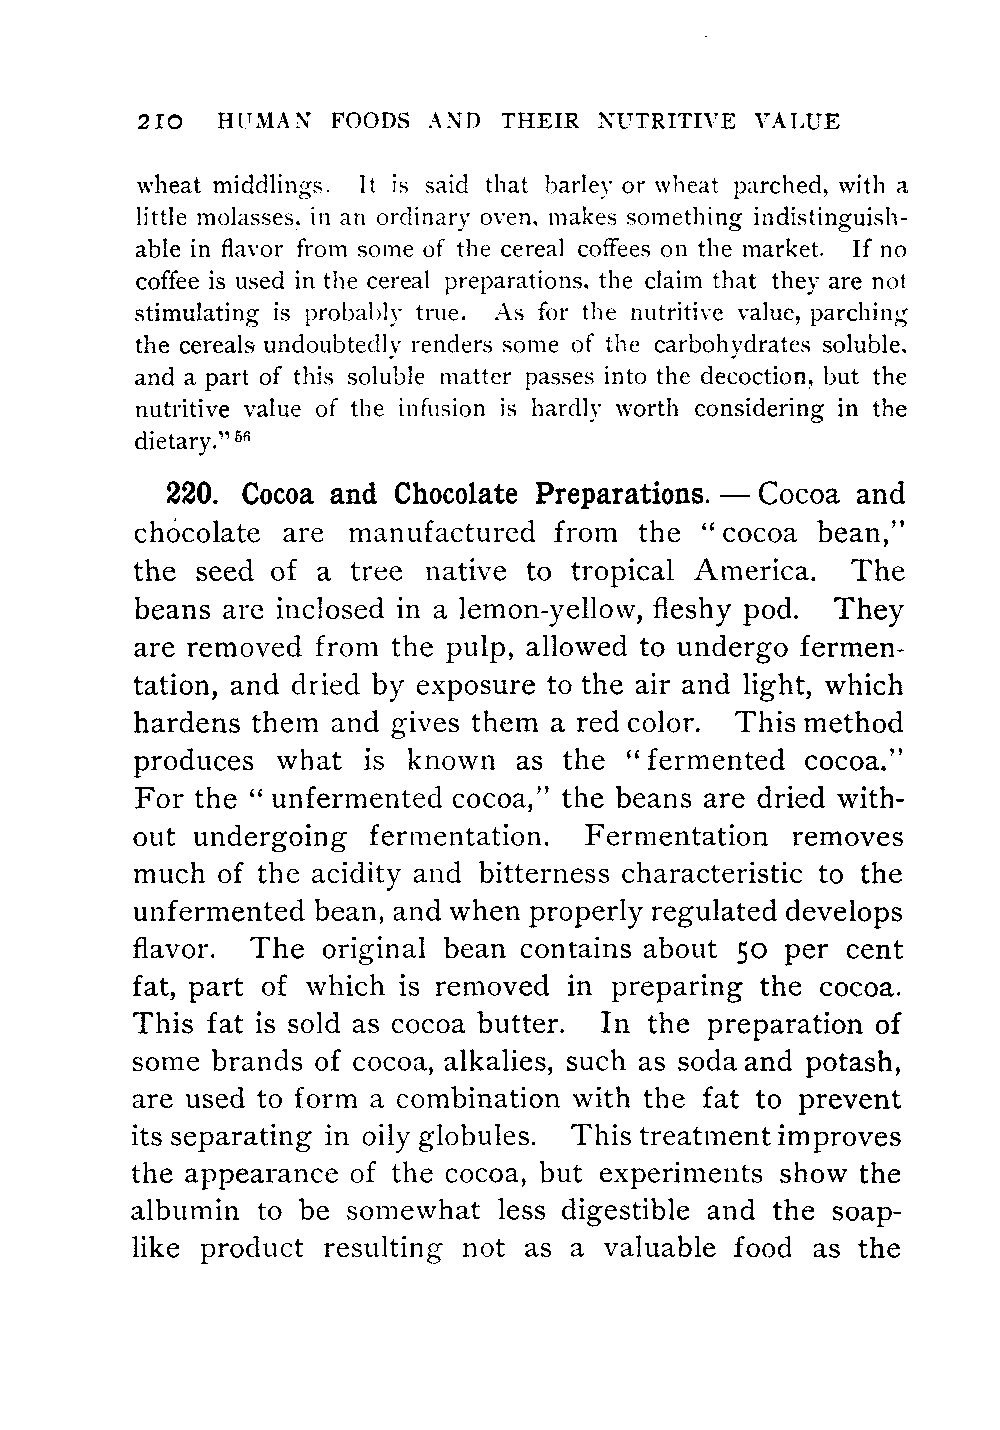 210 HUMAN FOODS AND THEIR NUTRITIVE VALUE
wheat middlings. It is said that barley or wheat parched, with a
little molasses, in an ordinary oven, makes something indistinguish-
able in flavor from some of the cereal coffees on the market. If no
coffee is used in the cereal preparations, the claim that they are not
stimulating is probably true. As for the nutritive value, parching
the cereals undoubtedly renders some of the carbohydrates soluble,
and a part of this soluble matter passes into the decoction, but the
nutritive value of the infusion is hardly worth considering in the
dietary." 56
220. Cocoa and Chocolate Preparations. — Cocoa and
chocolate are manufactured from the "cocoa bean,"
the seed of a tree native to tropical America. The
beans are inclosed in a lemon-yellow, fleshy pod. They
are removed from the pulp, allowed to undergo fermen-
tation, and dried by exposure to the air and light, which
hardens them and gives them a red color. This method
produces what is known as the "fermented cocoa."
For the "unfermented cocoa," the beans are dried with-
out undergoing fermentation. Fermentation removes
much of the acidity and bitterness characteristic to the
unfermented bean, and when properly regulated develops
flavor. The original bean contains about 50 per cent
fat, part of which is removed in preparing the cocoa.
This fat is sold as cocoa butter. In the preparation of
some brands of cocoa, alkalies, such as soda and potash,
are used to form a combination with the fat to prevent
its separating in oily globules. This treatment improves
the appearance of the cocoa, but experiments show the
albumin to be somewhat less digestible and the soap-
like product resulting not as a valuable food as the